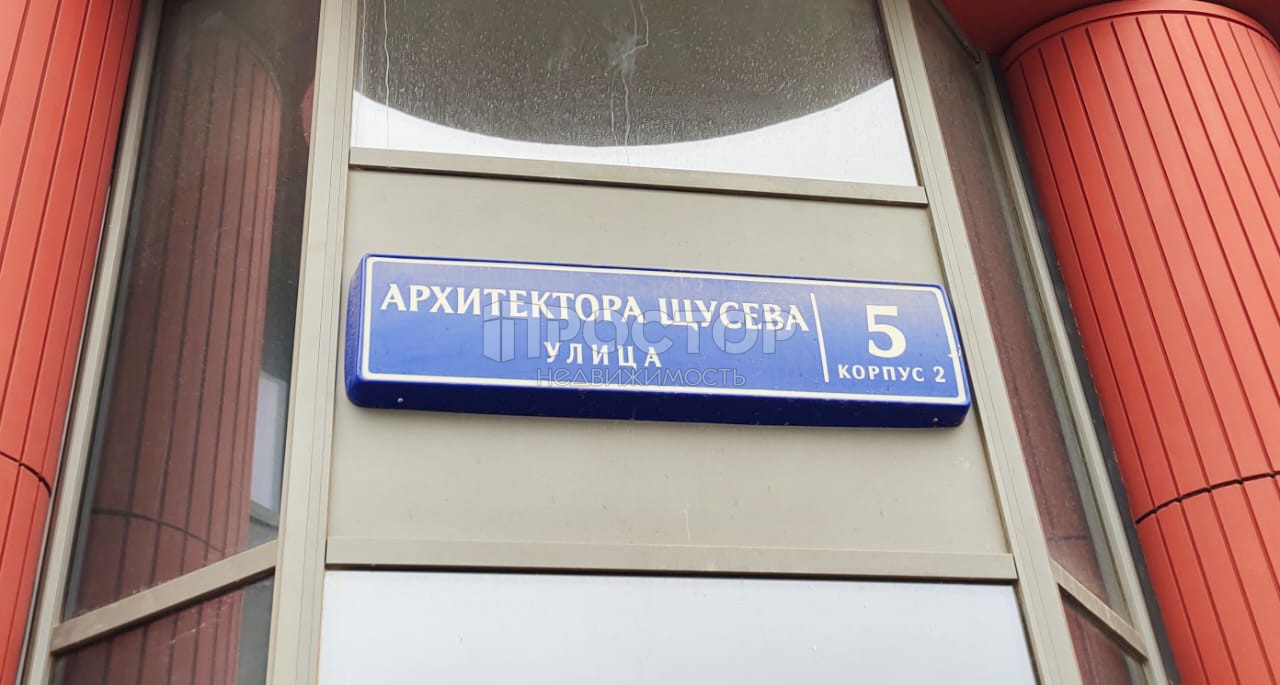 АРХИТЕКТОРА ЩУСЕВА
УЛИЦА
5
КОРПУС 2
ПРОСТОР
НЕДВИЖИМОСТЬ